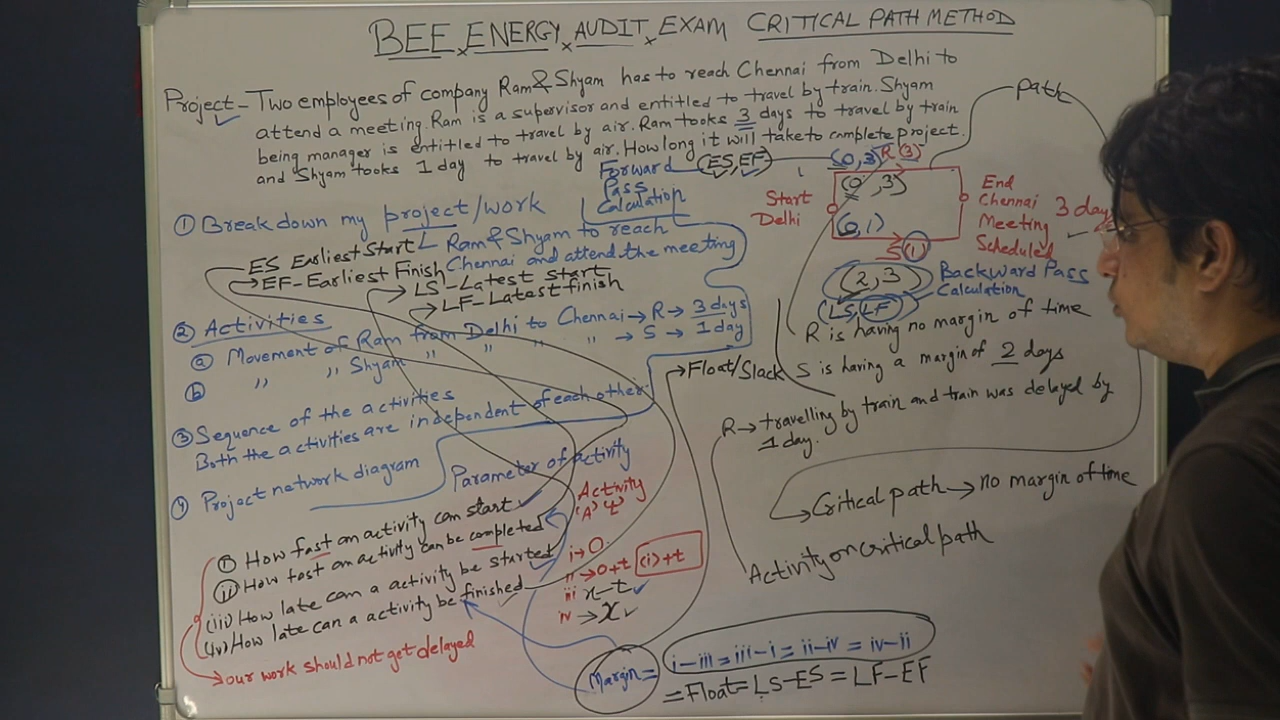 BEE x ENERGY x AUDIT x EXAM CRITICAL PATH METHOD
Project - Two employees of company Ram & Shyam has to reach Chennai from Delhi to
attend a meeting. Ram is a supervisor and entitled to travel by train. Shyam
being manager is entitled to travel by air. Ram tooks 3 days to travel by train
and Shyam tooks 1 day to travel by air. How long it will take to complete project.
path
Forward
Pass
Calculation
(ES, EF)
(0, 3) R (3)
(0, 3)
(0, 1)
S (1)
Start
Delhi
End
Chennai
Meeting
Scheduled
3 days
(2, 3)
(LS, LF)
Backward Pass
Calculation
① Break down my project/work
Ram & Shyam to reach
Chennai and attend the meeting
ES Earliest Start
EF - Earliest Finish
LS - Latest start
LF - Latest finish
② Activities
ⓐ Movement of Ram from Delhi to Chennai → R → 3 days
ⓑ ,, ,, Shyam ,, ,, ,, ,, → S → 1 day
③ Sequence of the activities
Both the activities are independent of each other
④ Project network diagram
Parameter of activity
(i) How fast an activity can start
(ii) How fast an activity can be completed
(iii) How late can a activity be started
(iv) How late can a activity be finished
our work should not get delayed
Activity
'A' 't'
i → 0
ii → 0+t (i)+t
iii x-t
iv → x
R is having no margin of time
Float/Slack S is having a margin of 2 days
R → travelling by train and train was delayed by
1 day.
Critical path → no margin of time
Activity on critical path
Margin = i-iii = iii-i = ii-iv = iv-ii
= Float = LS-ES = LF-EF